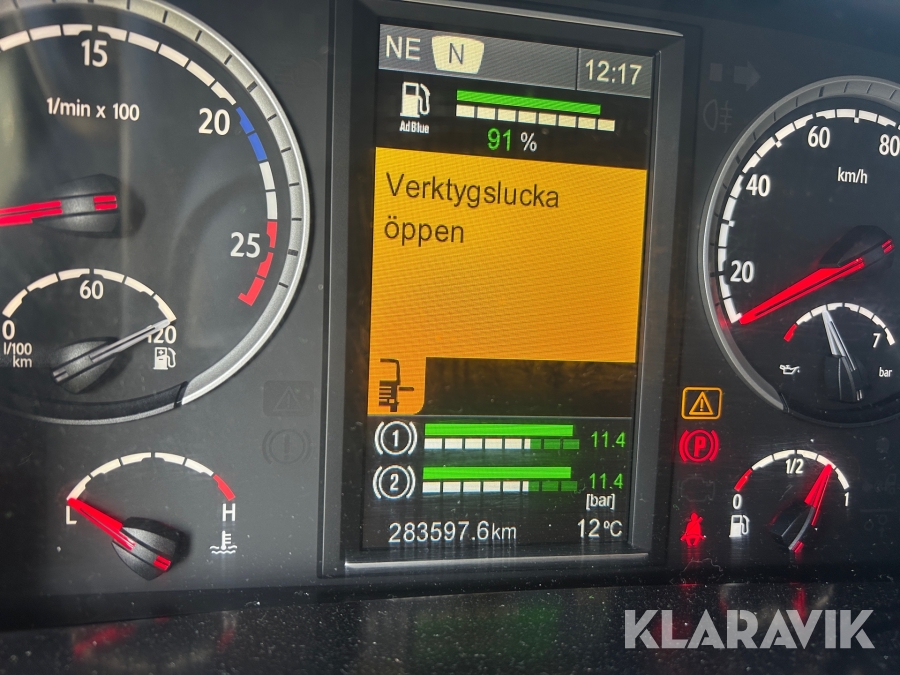 NE N 12:17
15
1/min x 100
20
25
AdBlue
91 %
Verktygslucka
öppen
60
80
km/h
40
20
0
60
120
l/100
km
7
bar
1 11.4
2 11.4
[bar]
283597.6km 12°C
L
H
P
0
1/2
1
KLARAVIK